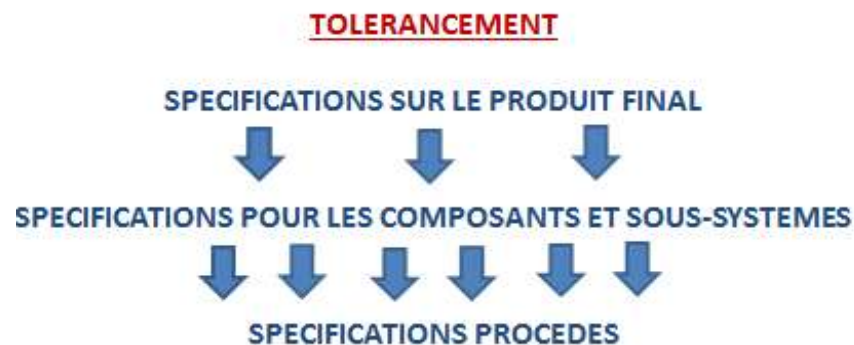 TOLERANCEMENT
SPECIFICATIONS SUR LE PRODUIT FINAL
SPECIFICATIONS POUR LES COMPOSANTS ET SOUS-SYSTEMES
SPECIFICATIONS PROCEDES